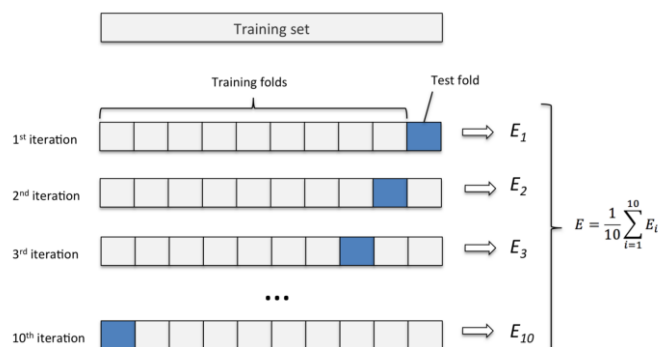 Training set
Training folds
Test fold
1st iteration
E1
2nd iteration
E2
3rd iteration
E3
E = 1/10 10 ∑ i=1 Ei
...
10th iteration
E10